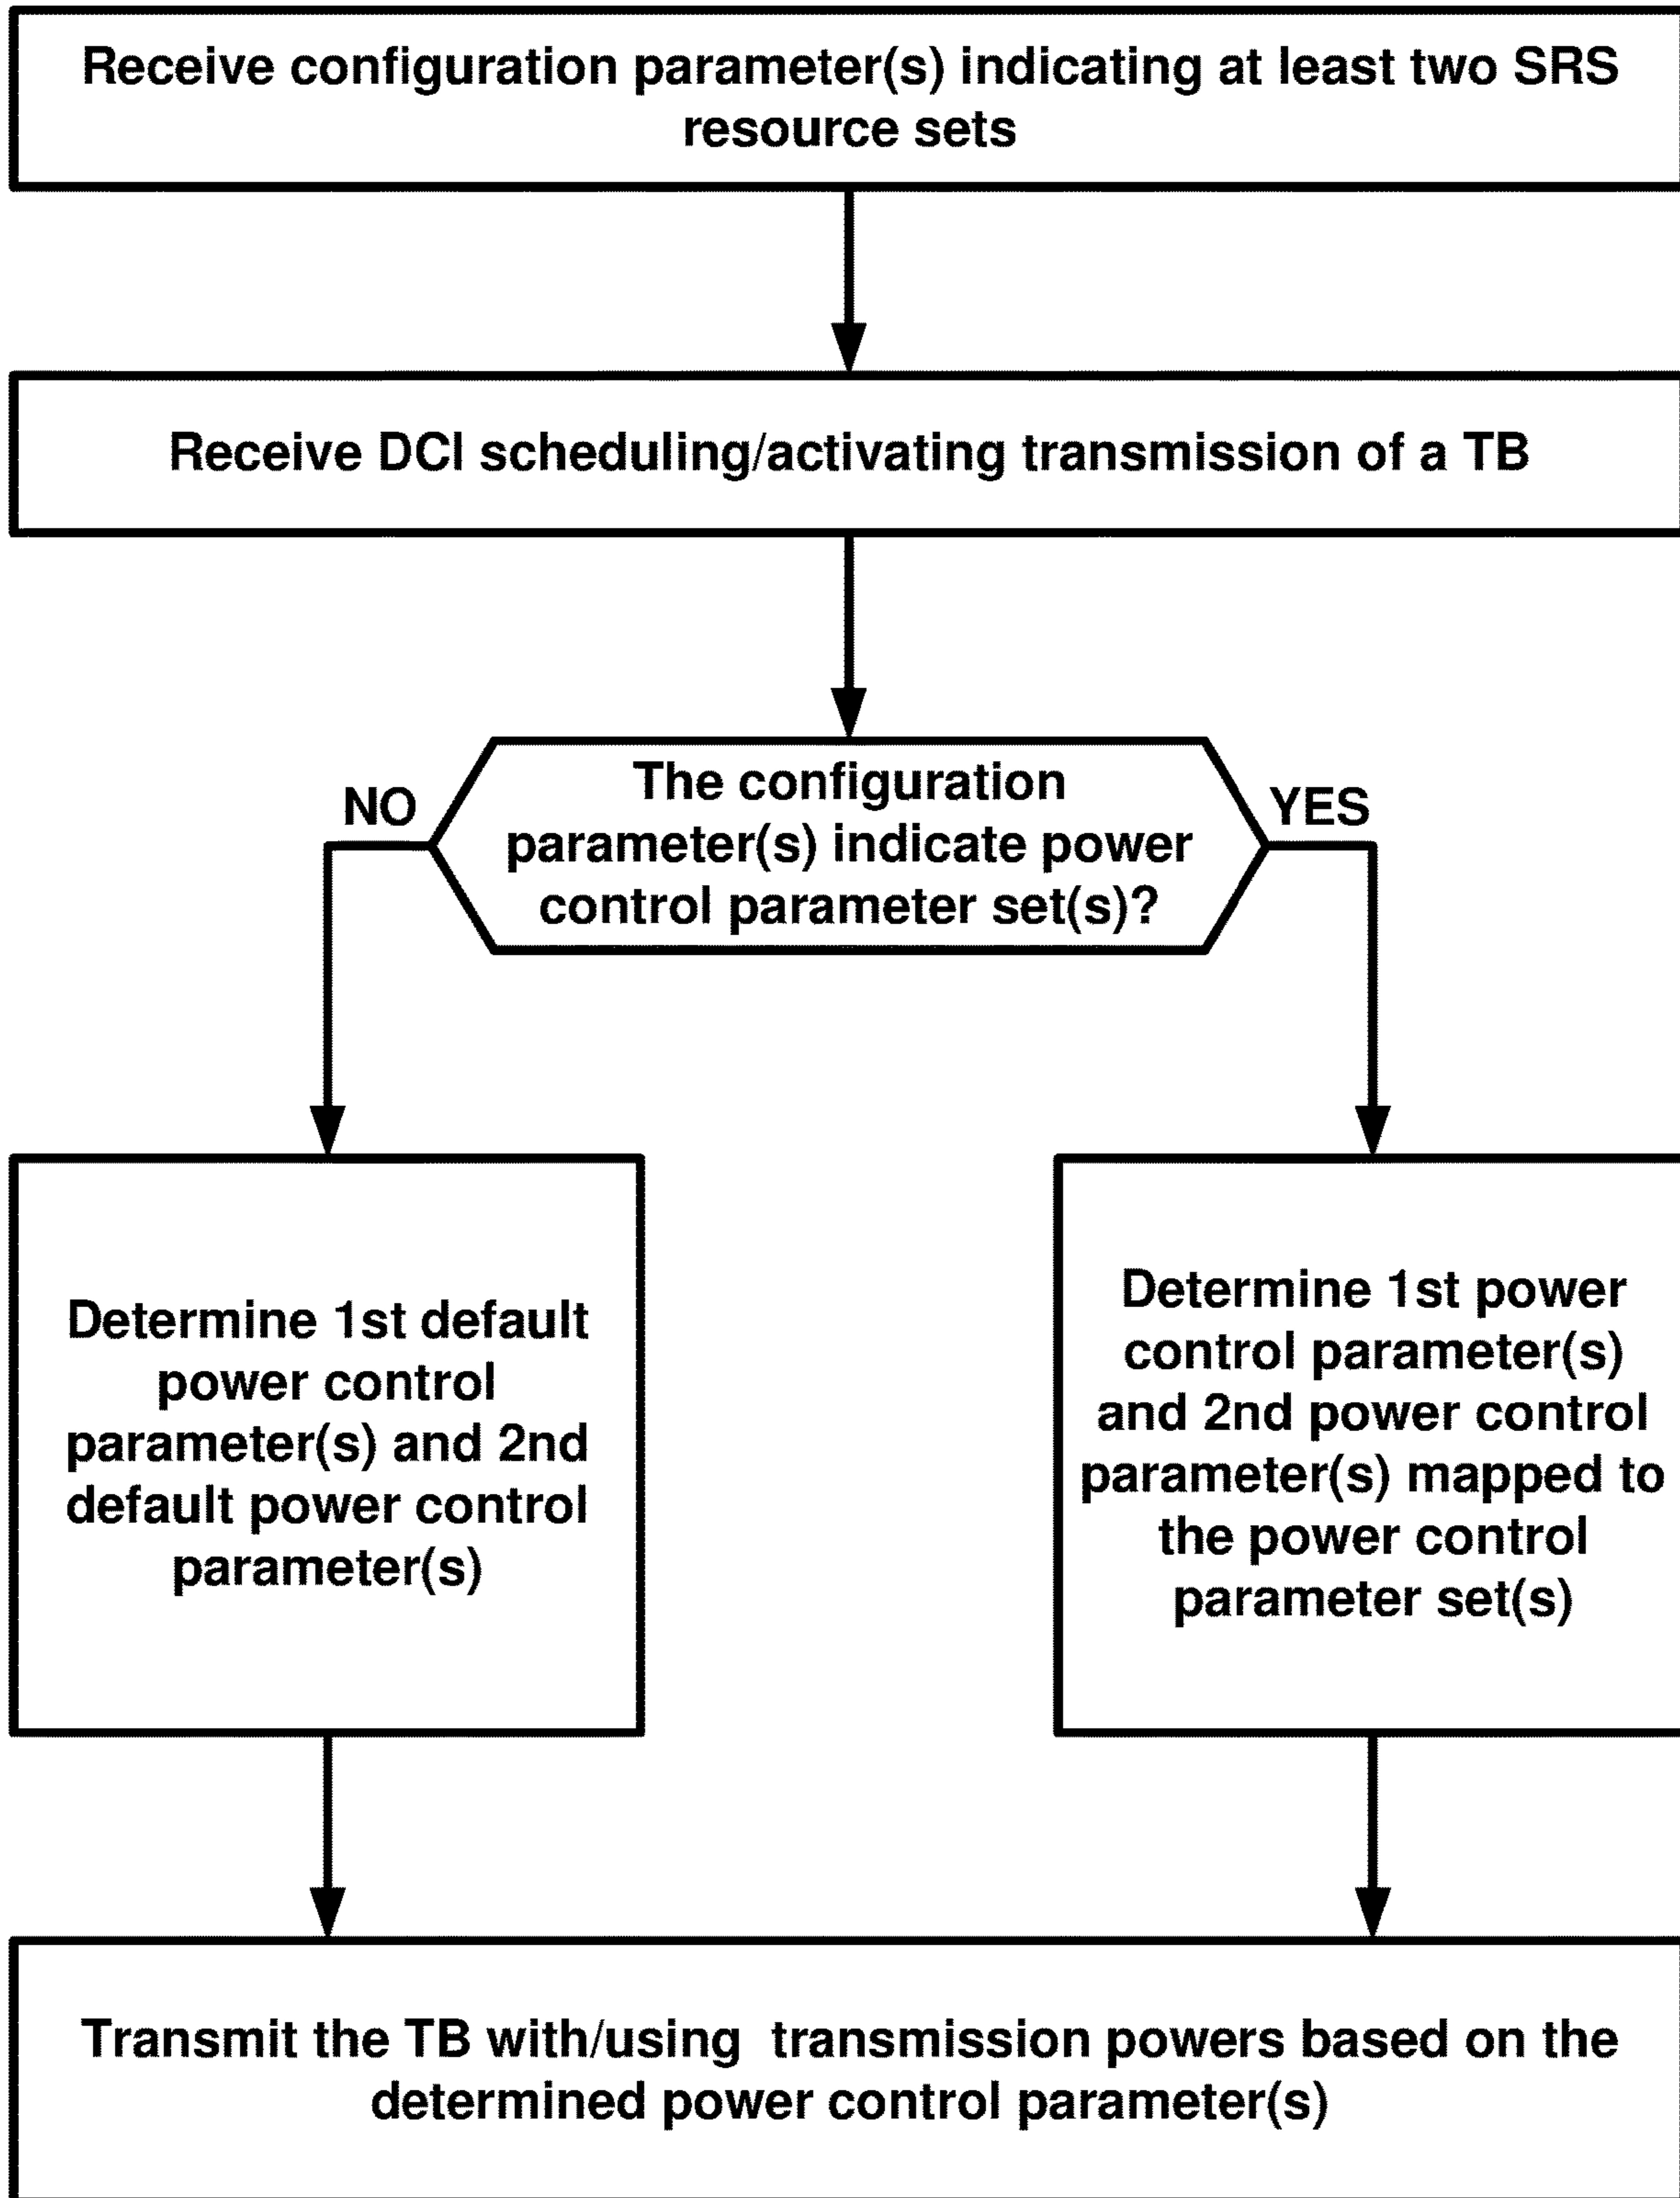 Receive configuration parameter(s) indicating at least two SRS
resource sets
Receive DCI scheduling/activating transmission of a TB
The configuration
parameter(s) indicate power
control parameter set(s)?
NO
YES
Determine 1st default
power control
parameter(s) and 2nd
default power control
parameter(s)
Determine 1st power
control parameter(s)
and 2nd power control
parameter(s) mapped to
the power control
parameter set(s)
Transmit the TB with/using transmission powers based on the
determined power control parameter(s)